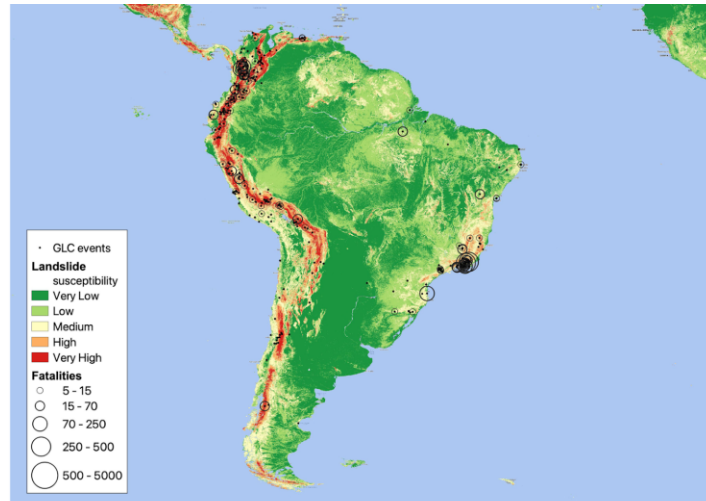 GLC events
Landslide
susceptibility
Very Low
Low
Medium
High
Very High
Fatalities
5 - 15
15 - 70
70 - 250
250 - 500
500 - 5000